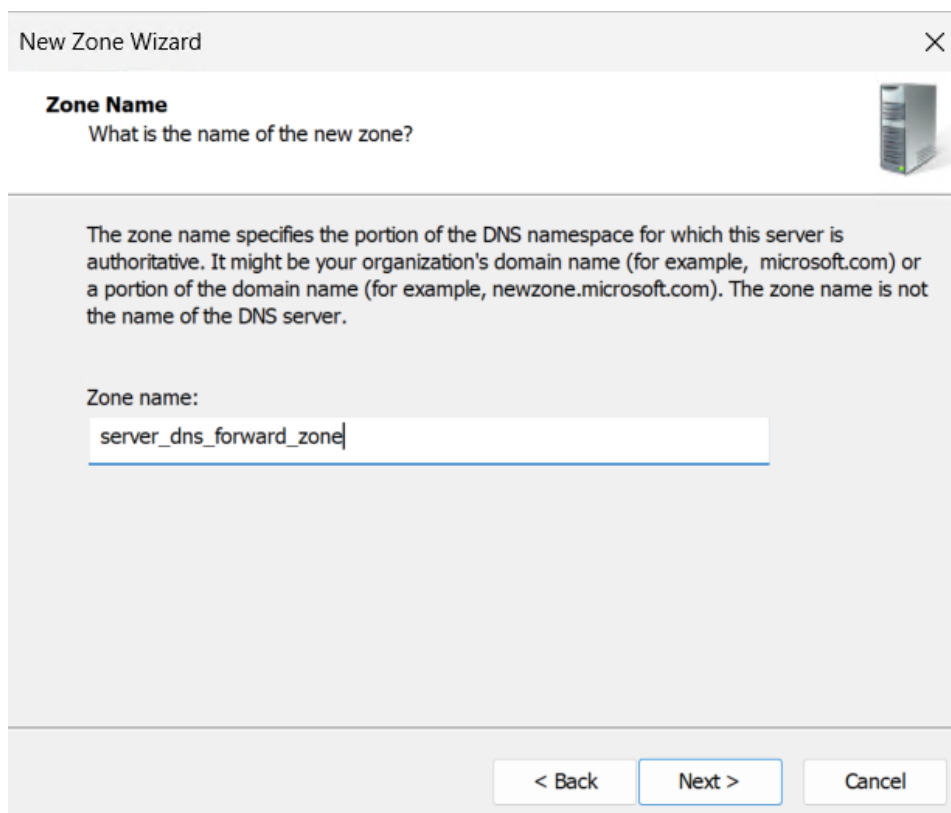 New Zone Wizard
Zone Name
What is the name of the new zone?
The zone name specifies the portion of the DNS namespace for which this server is
authoritative. It might be your organization's domain name (for example,  microsoft.com) or
a portion of the domain name (for example, newzone.microsoft.com). The zone name is not
the name of the DNS server.
Zone name:
server_dns_forward_zone
< Back
Next >
Cancel